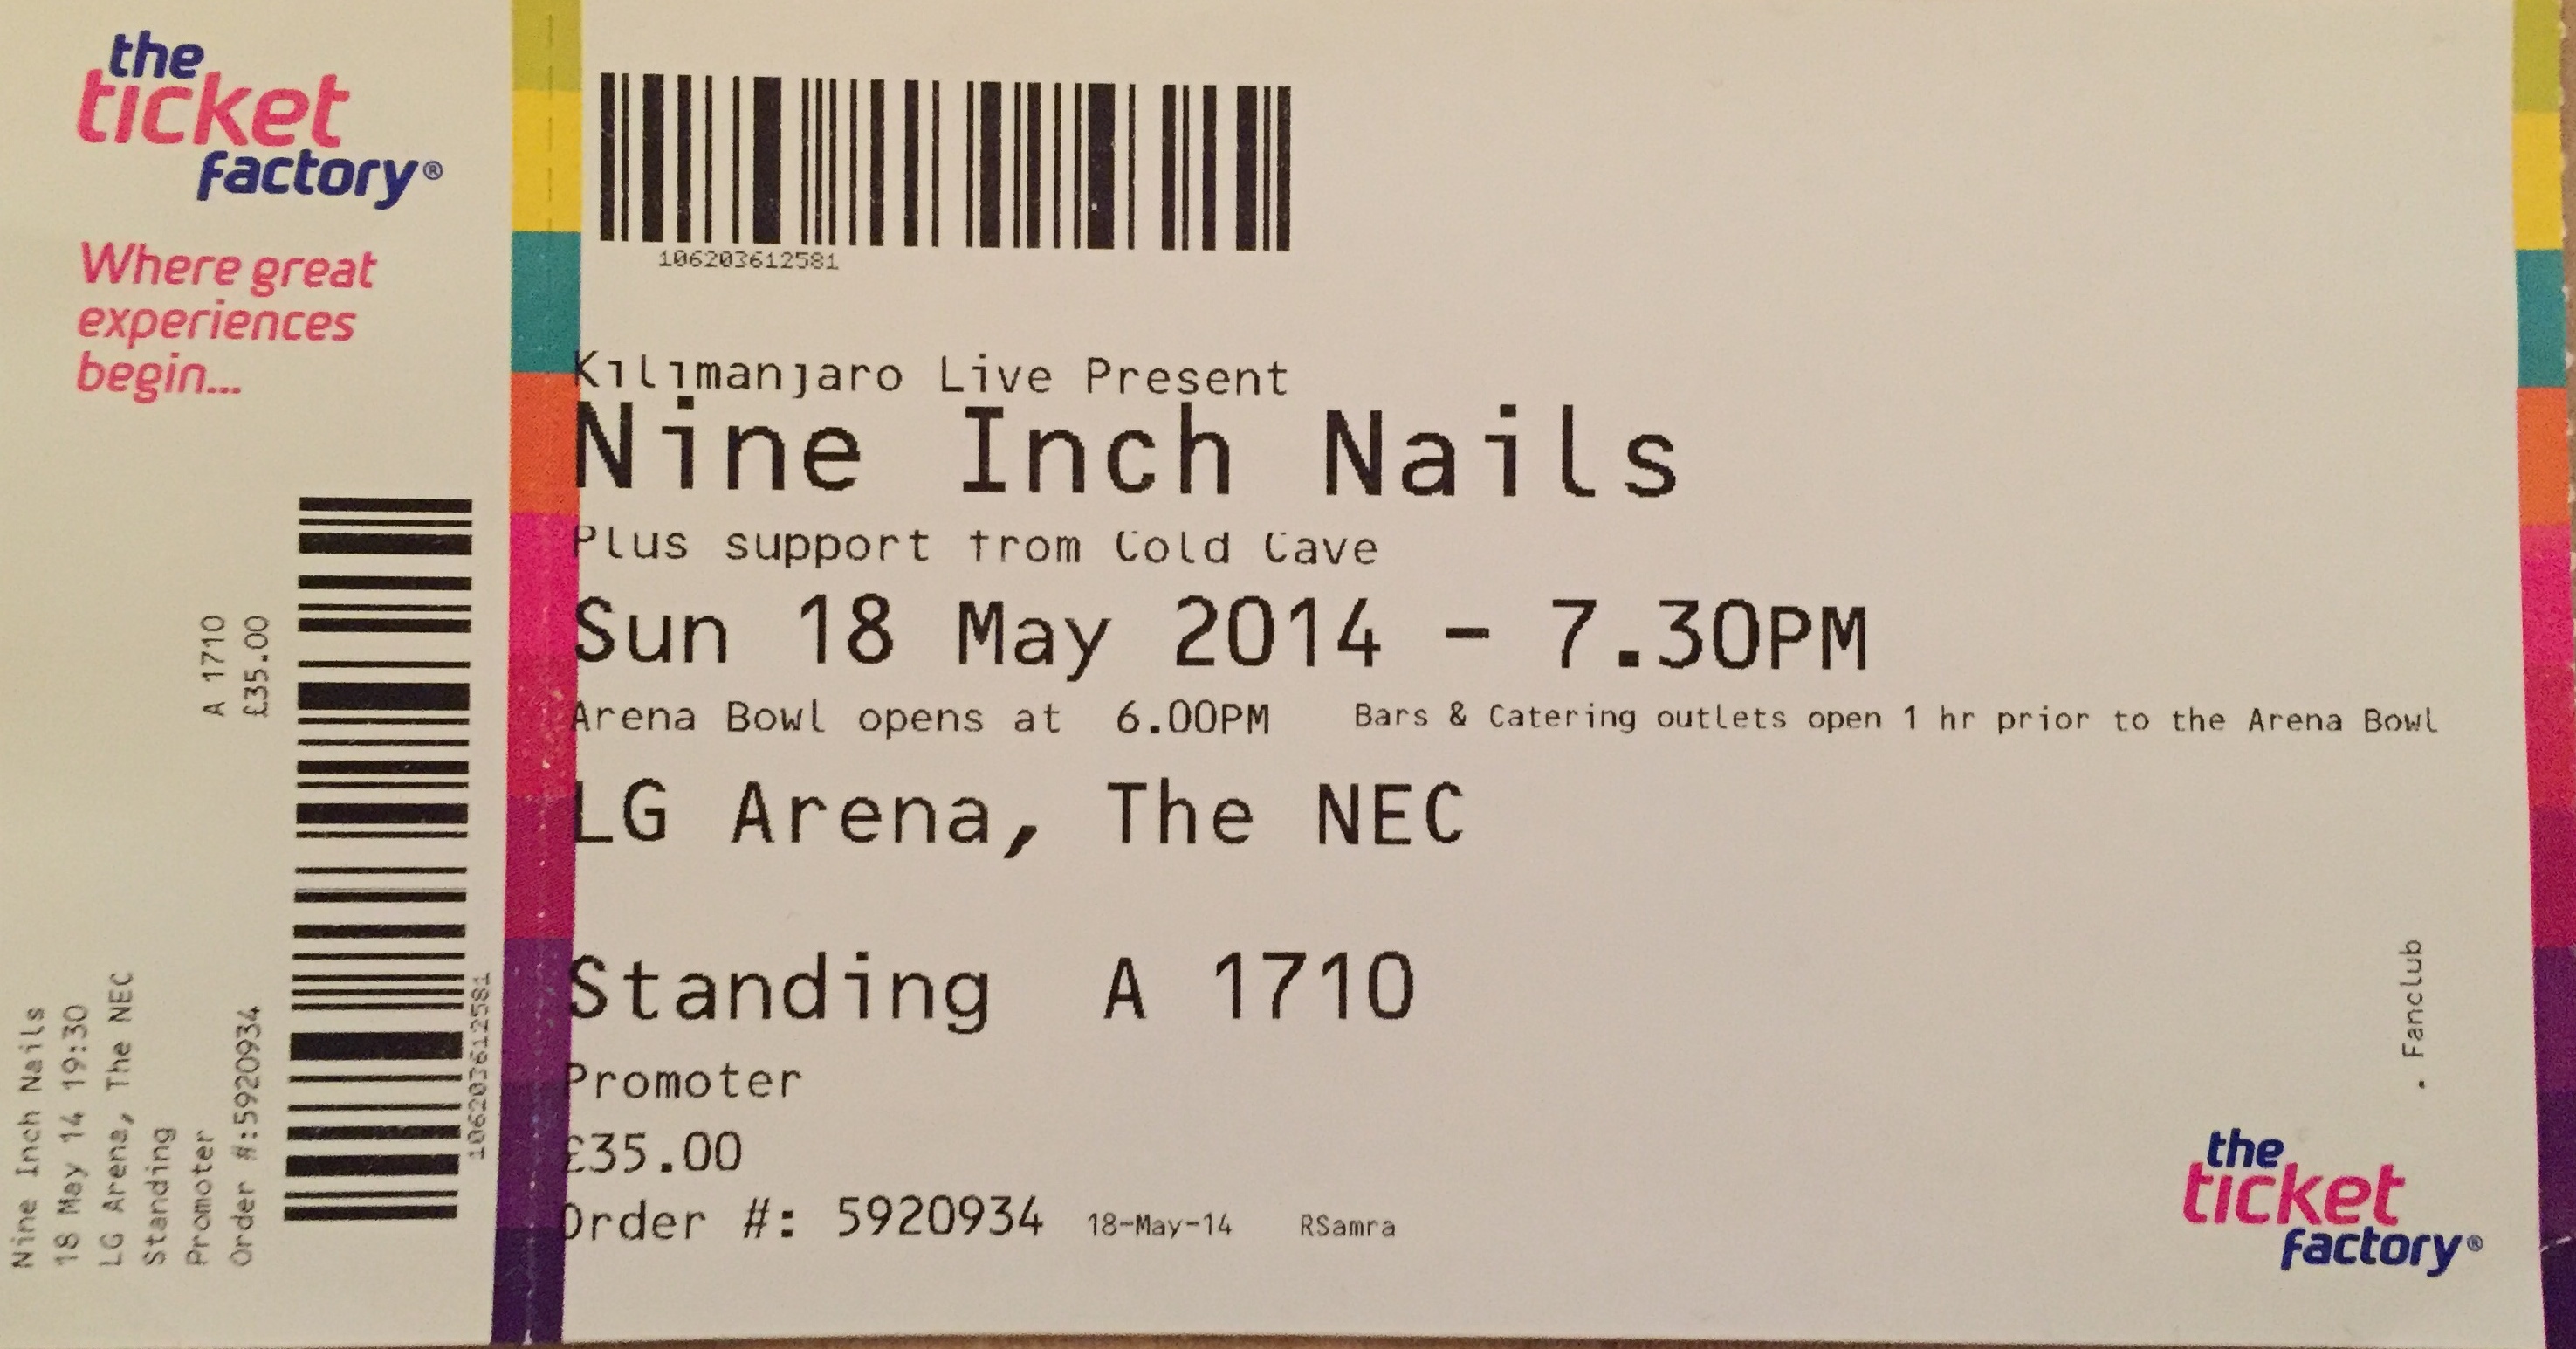 the
ticket
factory®
Where great
experiences
begin...
A 1710
£35.00
Nine Inch Nails
18 May 14 19:30
LG Arena, The NEC
Standing
Promoter
Order #:5920934
106203612581
106203612581
Kilimanjaro Live Present
Nine Inch Nails
Plus support from Cold Cave
Sun 18 May 2014 - 7.30PM
Arena Bowl opens at 6.00PM Bars & Catering outlets open 1 hr prior to the Arena Bowl
LG Arena, The NEC
Standing A 1710
Promoter
£35.00
Order #: 5920934 18-May-14 RSamra
. Fanclub
the
ticket
factory®